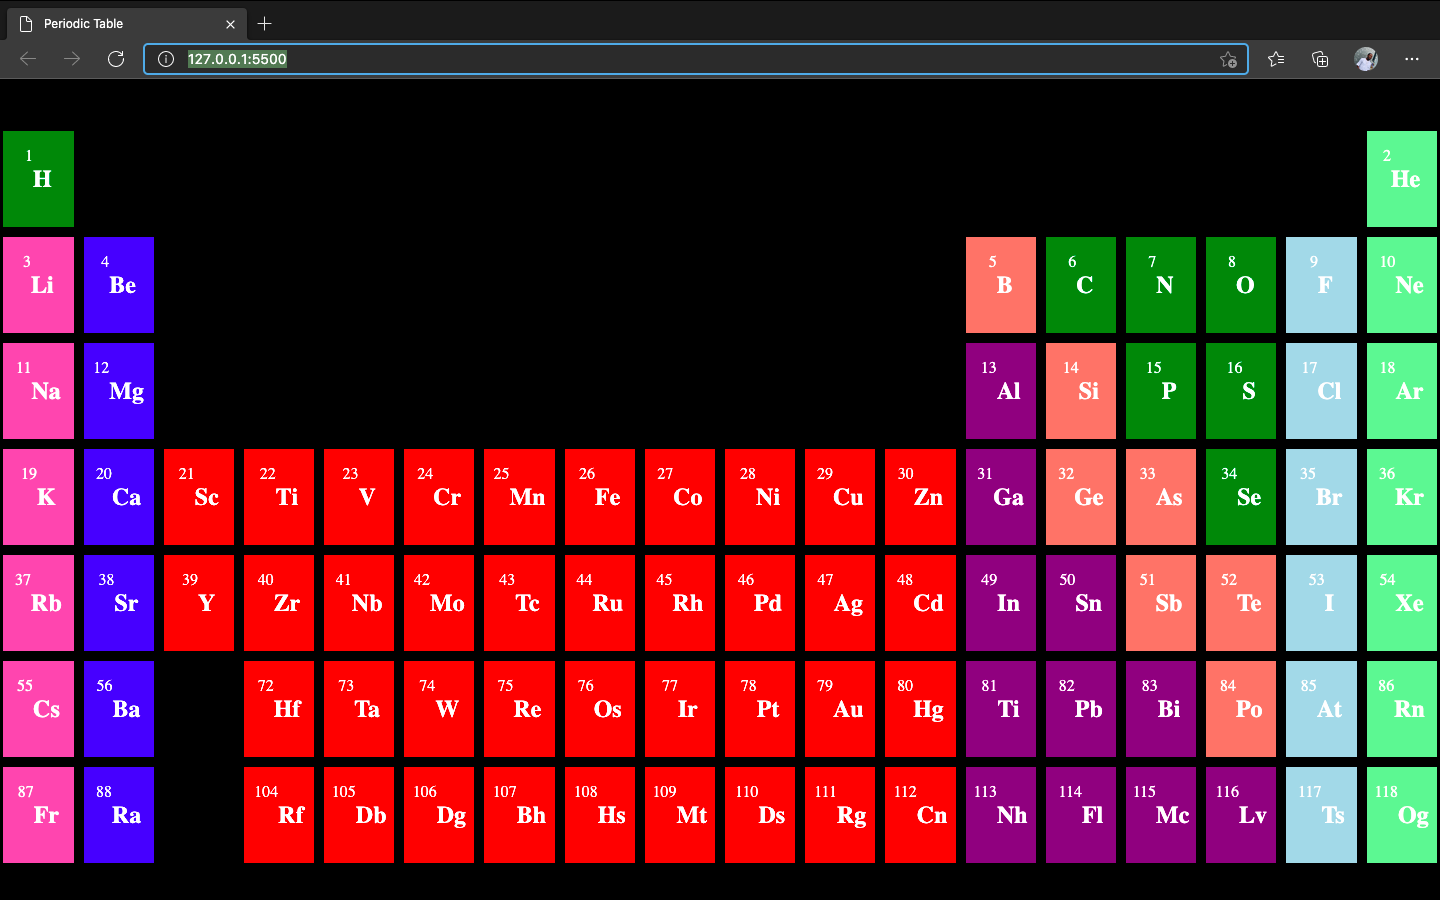 Periodic Table
127.0.0.1:5500
1 2
H He
3 4 5 6 7 8 9 10
Li Be B C N O F Ne
11 12 13 14 15 16 17 18
Na Mg Al Si P S Cl Ar
19 20 21 22 23 24 25 26 27 28 29 30 31 32 33 34 35 36
K Ca Sc Ti V Cr Mn Fe Co Ni Cu Zn Ga Ge As Se Br Kr
37 38 39 40 41 42 43 44 45 46 47 48 49 50 51 52 53 54
Rb Sr Y Zr Nb Mo Tc Ru Rh Pd Ag Cd In Sn Sb Te I Xe
55 56 72 73 74 75 76 77 78 79 80 81 82 83 84 85 86
Cs Ba Hf Ta W Re Os Ir Pt Au Hg Ti Pb Bi Po At Rn
87 88 104 105 106 107 108 109 110 111 112 113 114 115 116 117 118
Fr Ra Rf Db Dg Bh Hs Mt Ds Rg Cn Nh Fl Mc Lv Ts Og